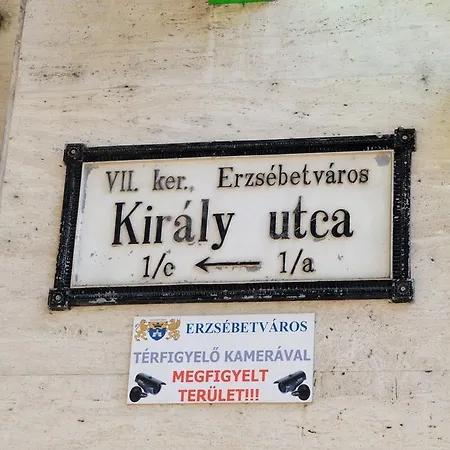 VII. ker., Erzsébetváros
Király utca
1/c ← 1/a
ERZSÉBETVÁROS
TÉRFIGYELŐ KAMERÁVAL
MEGFIGYELT
TERÜLET!!!